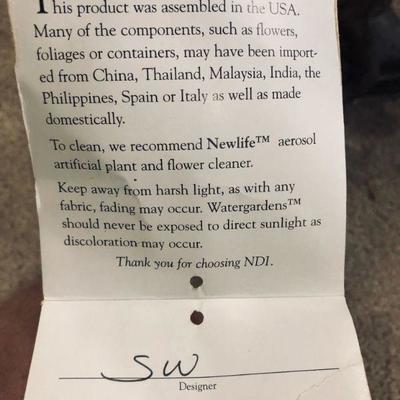 This product was assembled in the USA.
Many of the components, such as flowers,
foliages or containers, may have been import-
ed from China, Thailand, Malaysia, India, the
Philippines, Spain or Italy as well as made
domestically.
To clean, we recommend Newlife™ aerosol
artificial plant and flower cleaner.
Keep away from harsh light, as with any
fabric, fading may occur. Watergardens™
should never be exposed to direct sunlight as
discoloration may occur.
Thank you for choosing NDI.
SW
Designer